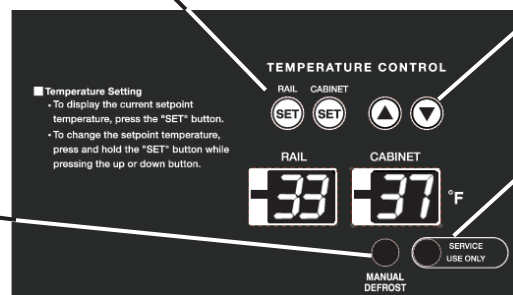 TEMPERATURE CONTROL
RAIL CABINET
SET SET
■ Temperature Setting
• To display the current setpoint
temperature, press the "SET" button.
• To change the setpoint temperature,
press and hold the "SET" button while
pressing the up or down button.
RAIL CABINET
-33 -37 °F
SERVICE
USE ONLY
MANUAL
DEFROST